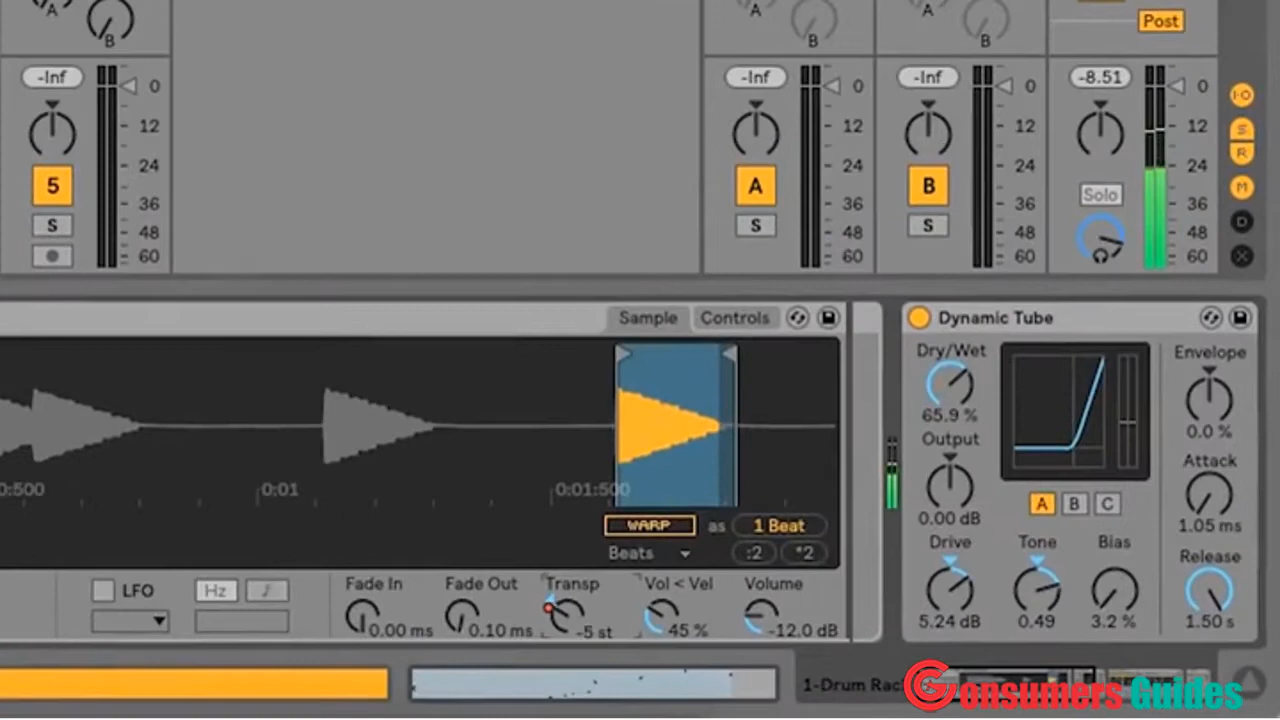 A B A B A B Post
-Inf 0 -Inf 0 -Inf 0 -8.51 0
I·O
12 12 12 12
S
R
24 24 24 24
5 A B Solo M
36 36 36 36
S S S D
48 48 48 48
60 60 60 60
Sample Controls Dynamic Tube
Dry/Wet Envelope
65.9 % 0.0 %
Output Attack
0:500 0:01 0:01:500
A B C
0.00 dB 1.05 ms
WARP as 1 Beat
Drive Tone Bias
Beats :2 *2
Release
LFO Hz Fade In Fade Out Transp Vol < Vel Volume
0.00 ms 0.10 ms -5 st 45 % -12.0 dB
5.24 dB 0.49 3.2 % 1.50 s
1-Drum Rac
Consumers Guides